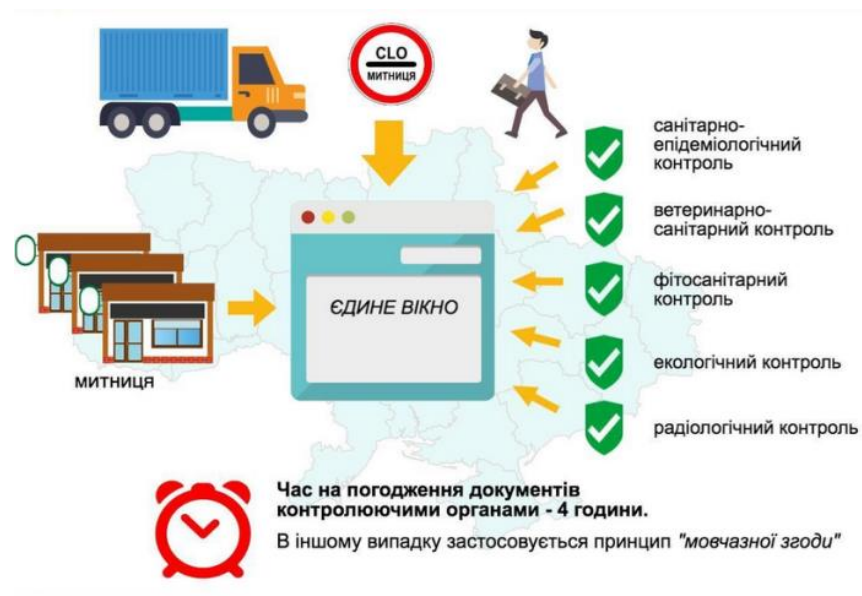 CLO
МИТНИЦЯ
санітарно-
епідеміологічний
контроль
ветеринарно-
санітарний контроль
фітосанітарний
контроль
екологічний контроль
радіологічний контроль
ЄДИНЕ ВІКНО
митниця
Час на погодження документів
контролюючими органами - 4 години.
В іншому випадку застосовується принцип "мовчазної згоди"